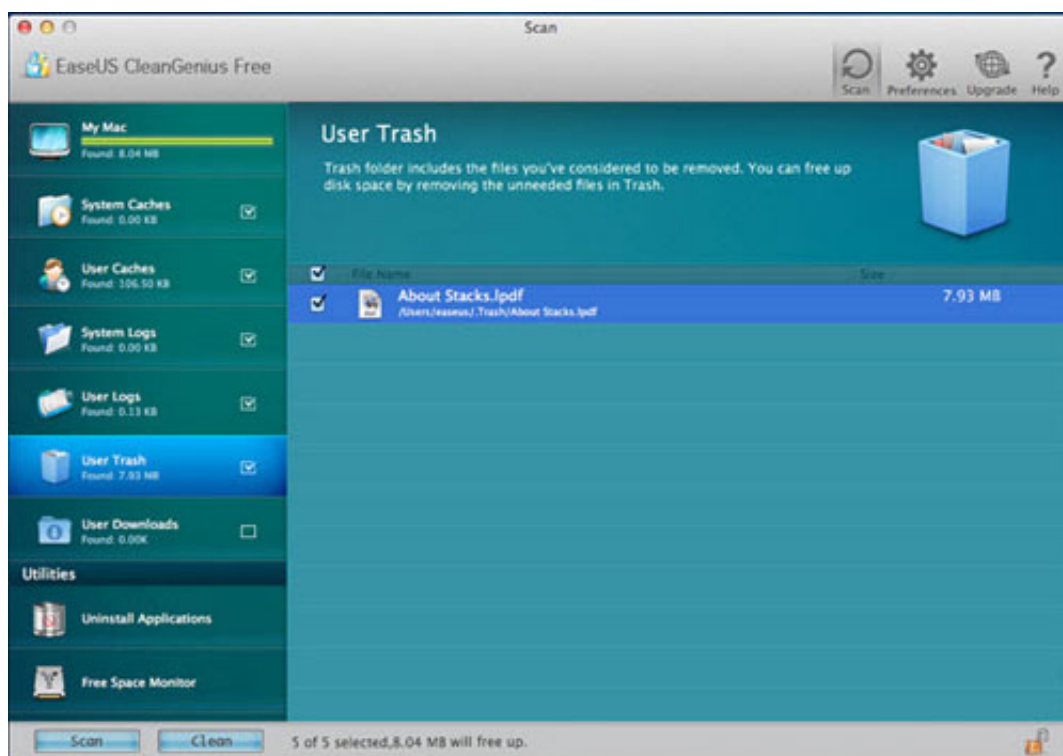 Scan
EaseUS CleanGenius Free
Scan
Preferences
Upgrade
Help
My Mac
Found: 8.04 MB
System Caches
Found: 0.00 KB
User Caches
Found: 106.50 KB
System Logs
Found: 0.00 KB
User Logs
Found: 0.13 KB
User Trash
Found: 7.93 MB
User Downloads
Found: 0.00K
Utilities
Uninstall Applications
Free Space Monitor
User Trash
Trash folder includes the files you've considered to be removed. You can free up
disk space by removing the unneeded files in Trash.
File Name
Size
About Stacks.lpdf
7.93 MB
/Users/easeus/.Trash/About Stacks.lpdf
Scan
Clean
5 of 5 selected,8.04 MB will free up.